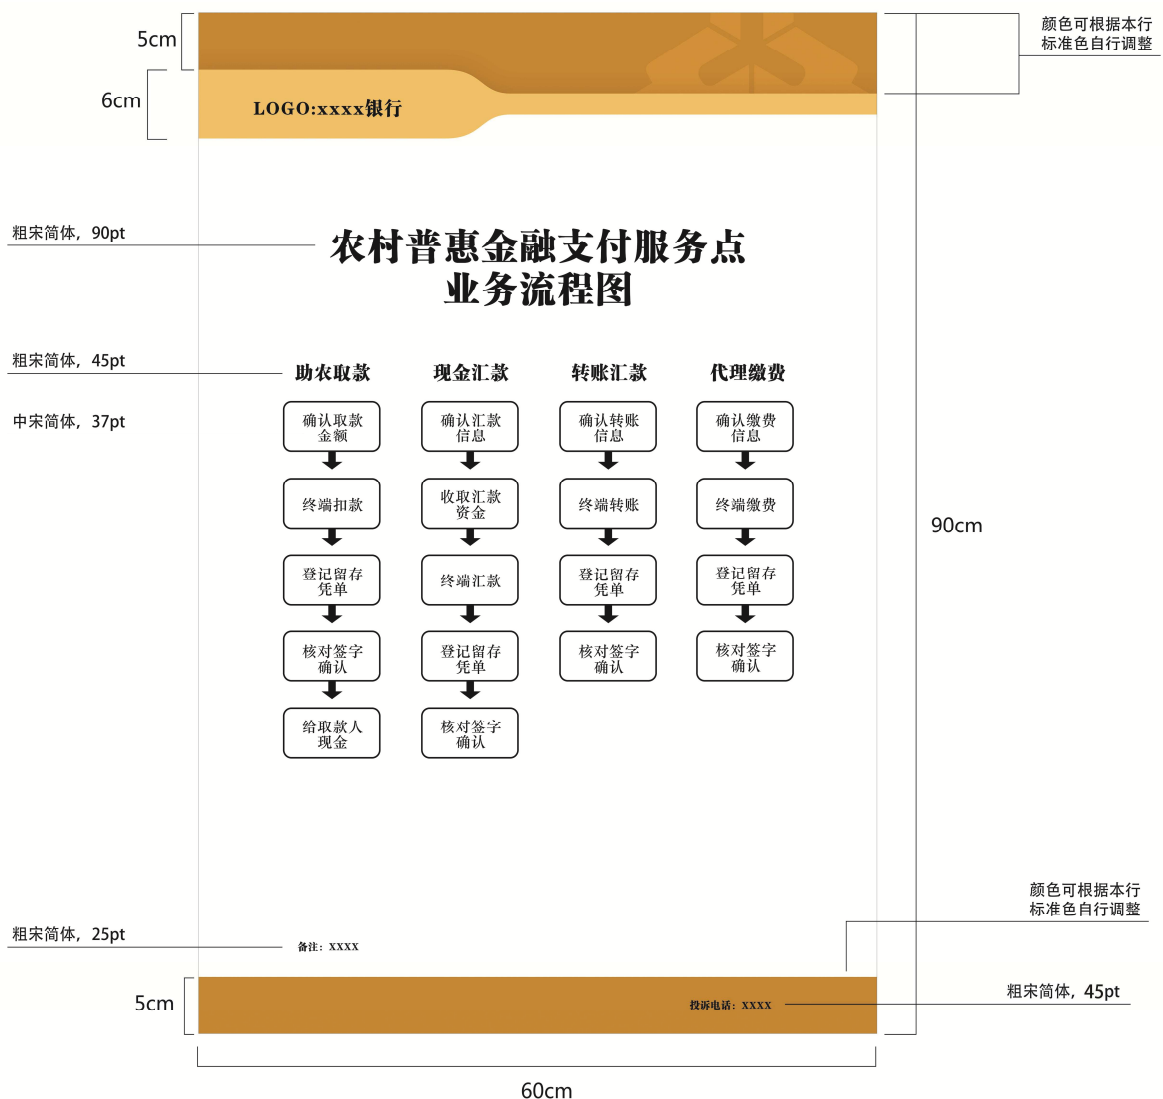 5cm
颜色可根据本行
标准色自行调整
6cm
LOGO:xxxx银行
粗宋简体，90pt
农村普惠金融支付服务点
业务流程图
粗宋简体，45pt
中宋简体，37pt
助农取款
确认取款
金额
终端扣款
登记留存
凭单
核对签字
确认
给取款人
现金
现金汇款
确认汇款
信息
收取汇款
资金
终端汇款
登记留存
凭单
核对签字
确认
转账汇款
确认转账
信息
终端转账
登记留存
凭单
核对签字
确认
代理缴费
确认缴费
信息
终端缴费
登记留存
凭单
核对签字
确认
90cm
颜色可根据本行
标准色自行调整
粗宋简体，25pt
备注：XXXX
5cm
投诉电话：XXXX
粗宋简体，45pt
60cm